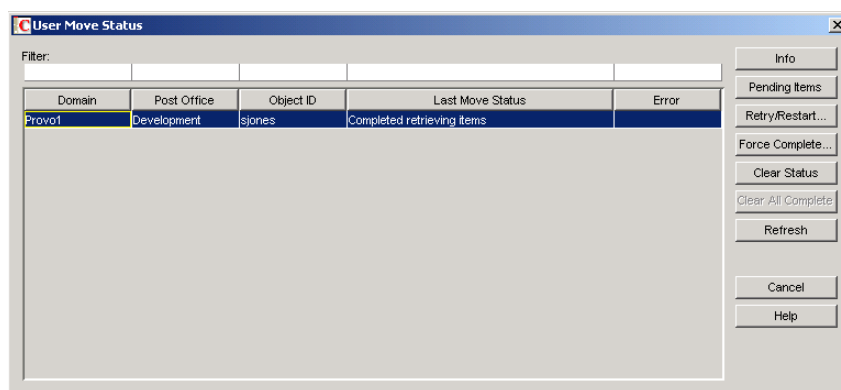 User Move Status
Filter:
Domain Post Office Object ID Last Move Status Error
Provo1 Development sjones Completed retrieving items
Info
Pending Items
Retry/Restart...
Force Complete...
Clear Status
Clear All Complete
Refresh
Cancel
Help